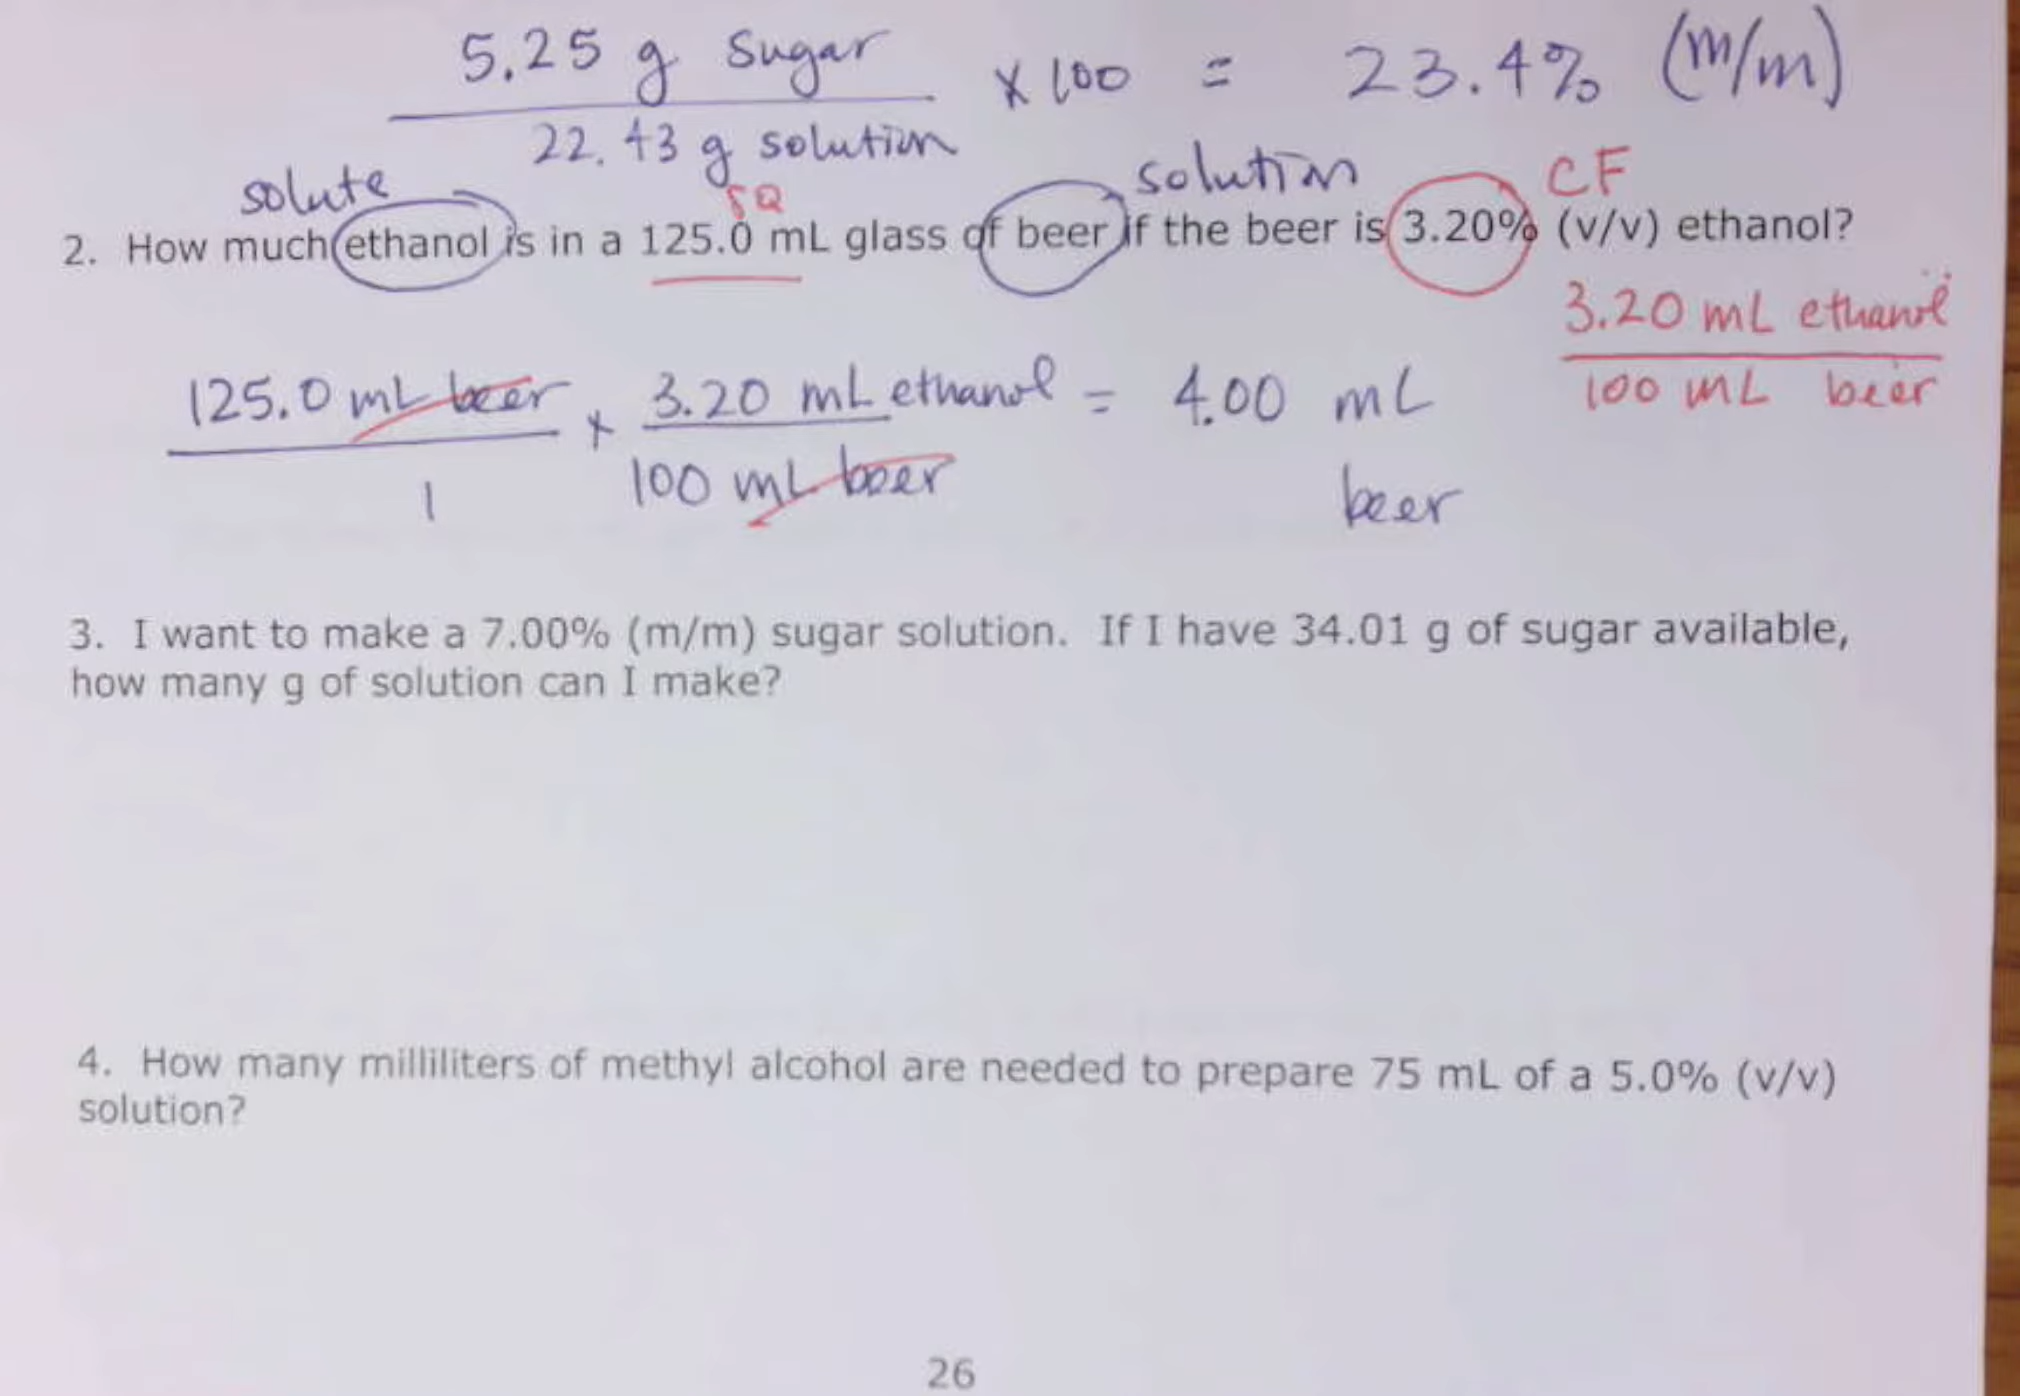 5.25 g sugar
22.43 g solution
× 100 = 23.4% (m/m)
solute
SQ
solution
CF
2. How much ethanol is in a 125.0 mL glass of beer if the beer is 3.20% (v/v) ethanol?
3.20 mL ethanol
100 mL beer
125.0 mL beer
1
× 3.20 mL ethanol
100 mL beer
= 4.00 mL
beer
3. I want to make a 7.00% (m/m) sugar solution. If I have 34.01 g of sugar available,
how many g of solution can I make?
4. How many milliliters of methyl alcohol are needed to prepare 75 mL of a 5.0% (v/v)
solution?
26